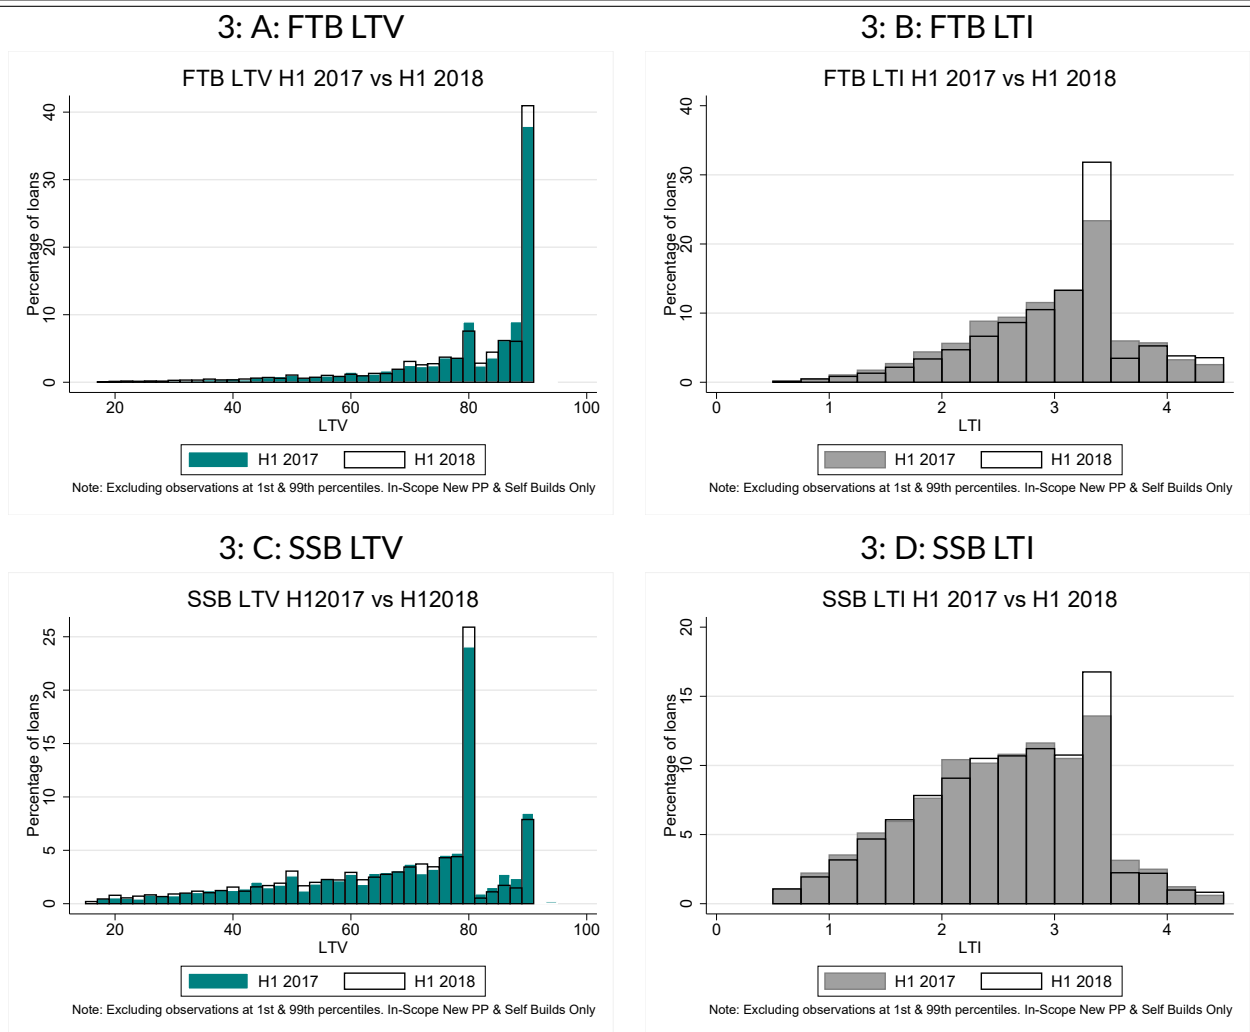 3: A: FTB LTV
FTB LTV H1 2017 vs H1 2018
Percentage of loans
40
30
20
10
0
20 40 60 80 100
LTV
H1 2017 H1 2018
Note: Excluding observations at 1st & 99th percentiles. In-Scope New PP & Self Builds Only
3: B: FTB LTI
FTB LTI H1 2017 vs H1 2018
Percentage of loans
40
30
20
10
0
0 1 2 3 4
LTI
H1 2017 H1 2018
Note: Excluding observations at 1st & 99th percentiles. In-Scope New PP & Self Builds Only
3: C: SSB LTV
SSB LTV H12017 vs H12018
Percentage of loans
25
20
15
10
5
0
20 40 60 80 100
LTV
H1 2017 H1 2018
Note: Excluding observations at 1st & 99th percentiles. In-Scope New PP & Self Builds Only
3: D: SSB LTI
SSB LTI H1 2017 vs H1 2018
Percentage of loans
20
15
10
5
0
0 1 2 3 4
LTI
H1 2017 H1 2018
Note: Excluding observations at 1st & 99th percentiles. In-Scope New PP & Self Builds Only